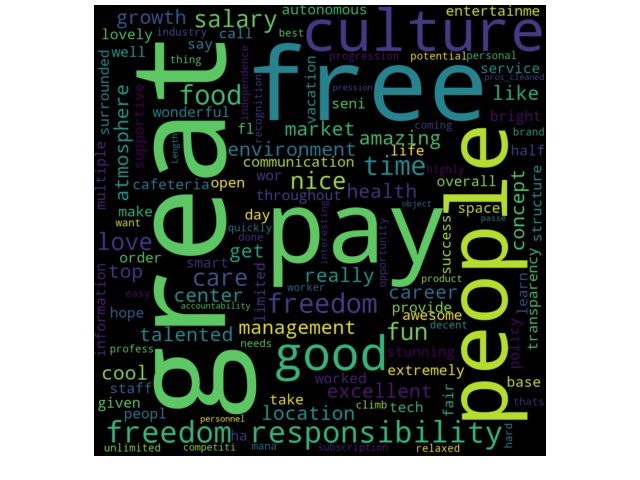 growth
salary
autonomous
entertainme
culture
lovely
industry
say
call
best
free
progression
potential
personal
well
thing
great
independence
recognition
vacation
pression
service
pros_cleaned
surrounded
supportive
food
seni
like
wonderful
market
coming
bright
brand
multiple
atmosphere
Length
fl
amazing
people
environment
communication
life
highly
half
time
cafeteria
open
wor
nice
health
overall
concept
structure
throughout
object
make
want
day
pay
space
passe
love
quickly
done
interesting
opportunity
success
order
get
top
smart
limited
really
product
transparency
learn
care
worker
career
information
easy
center
accountability
freedom
provide
policy
hope
awesome
talented
management
fun
profess
needs
good
decent
stunning
cool
extremely
staff
worked
excellent
base
given
take
fair
thats
peopl
location
climb
tech
personnel
freedom
ha
responsibility
hard
unlimited
competiti
mana
subscription
relaxed